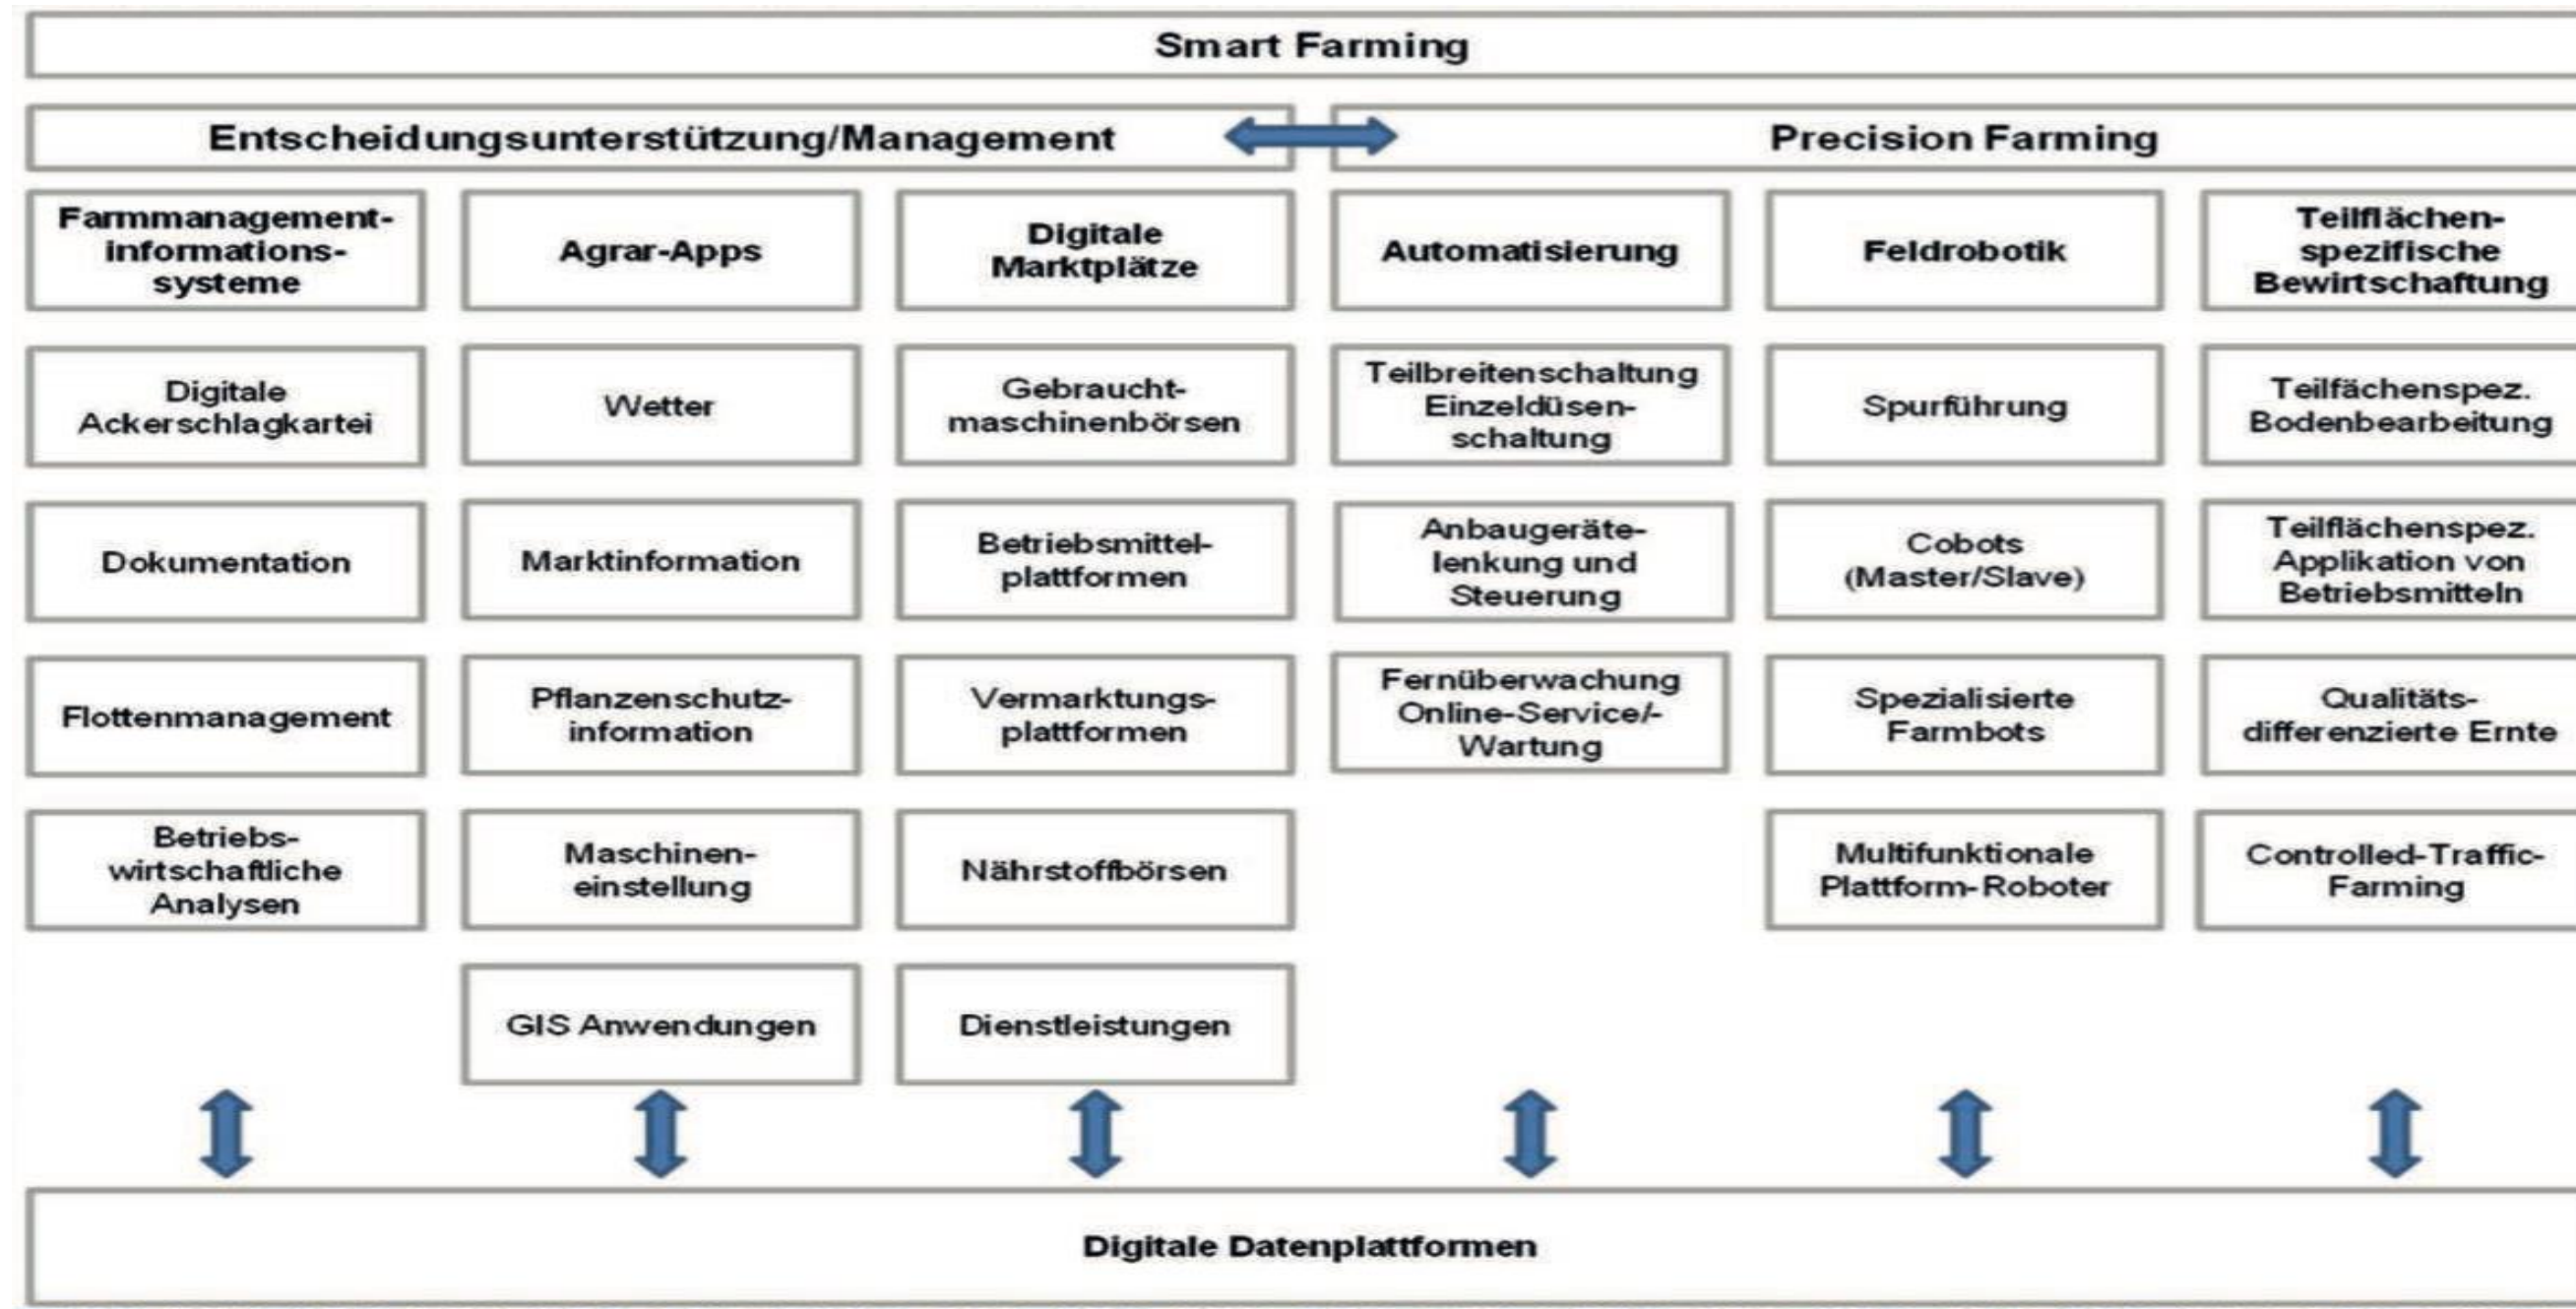 Smart Farming
Entscheidungsunterstützung/Management
Precision Farming
Farmmanagement-
informations-
systeme
Agrar-Apps
Digitale
Marktplätze
Automatisierung
Feldrobotik
Teilflächen-
spezifische
Bewirtschaftung
Digitale
Ackerschlagkartei
Wetter
Gebraucht-
maschinenbörsen
Teilbreitenschaltung
Einzeldüsen-
schaltung
Spurführung
Teilfächenspez.
Bodenbearbeitung
Dokumentation
Marktinformation
Betriebsmittel-
plattformen
Anbaugeräte-
lenkung und
Steuerung
Cobots
(Master/Slave)
Teilflächenspez.
Applikation von
Betriebsmitteln
Flottenmanagement
Pflanzenschutz-
information
Vermarktungs-
plattformen
Fernüberwachung
Online-Service/-
Wartung
Spezialisierte
Farmbots
Qualitäts-
differenzierte Ernte
Betriebs-
wirtschaftliche
Analysen
Maschinen-
einstellung
Nährstoffbörsen
Multifunktionale
Plattform-Roboter
Controlled-Traffic-
Farming
GIS Anwendungen
Dienstleistungen
Digitale Datenplattformen